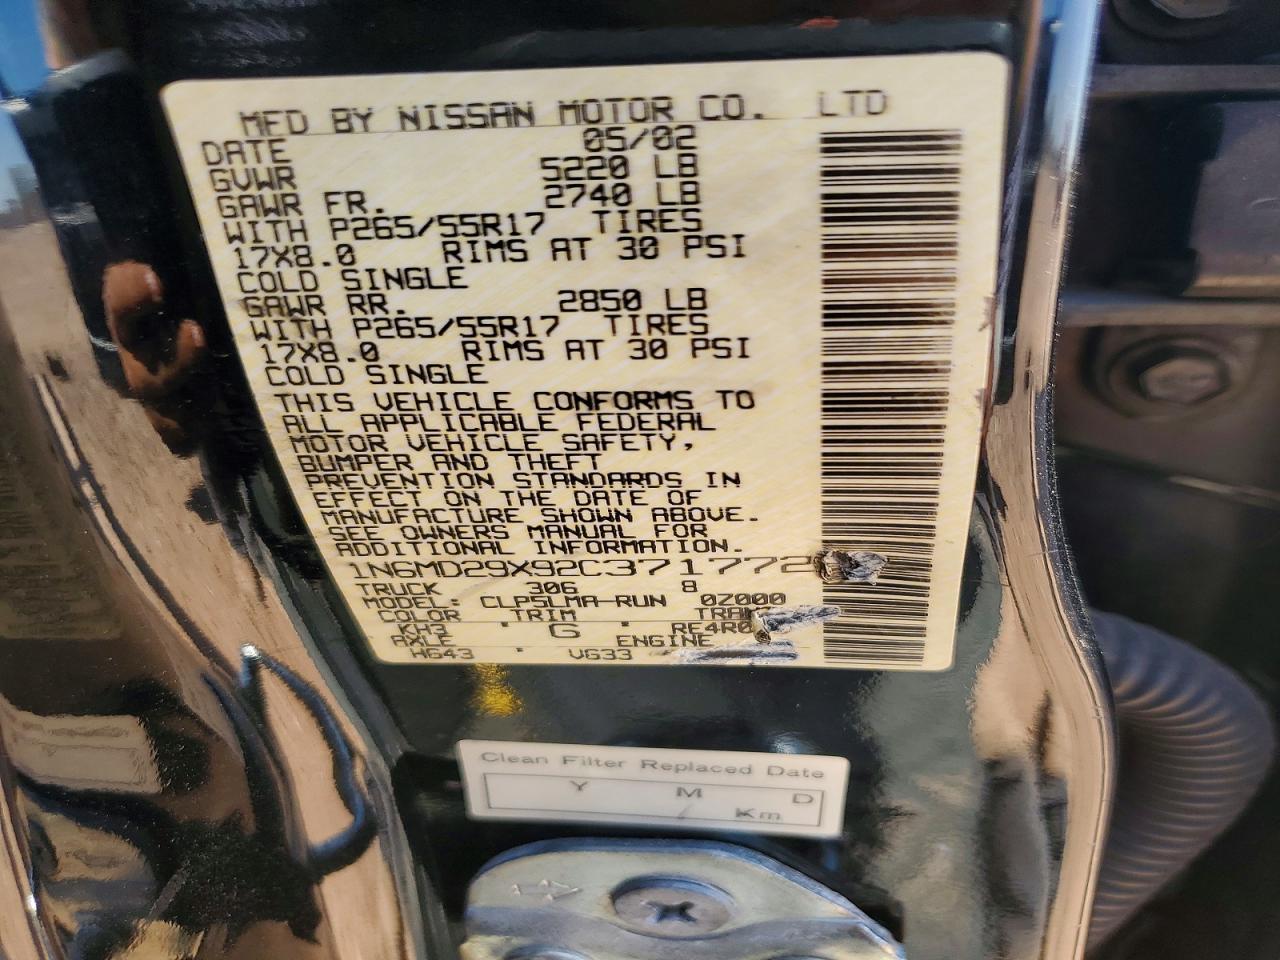 MFD BY NISSAN MOTOR CO. LTD
DATE 05/02
GVWR 5220 LB
GAWR FR. 2740 LB
WITH P265/55R17 TIRES
17X8.0 RIMS AT 30 PSI
COLD SINGLE
GAWR RR. 2850 LB
WITH P265/55R17 TIRES
17X8.0 RIMS AT 30 PSI
COLD SINGLE
THIS VEHICLE CONFORMS TO
ALL APPLICABLE FEDERAL
MOTOR VEHICLE SAFETY,
BUMPER AND THEFT
PREVENTION STANDARDS IN
EFFECT ON THE DATE OF
MANUFACTURE SHOWN ABOVE.
SEE OWNERS MANUAL FOR
ADDITIONAL INFORMATION.
1N6MD29X92C371772
TRUCK 306 8
MODEL: CLP5LMA-RUN 0Z000
COLOR TRIM
KH3 G
AXLE ENGINE
H643 VG33
Clean Filter Replaced Date
Y M D
Km